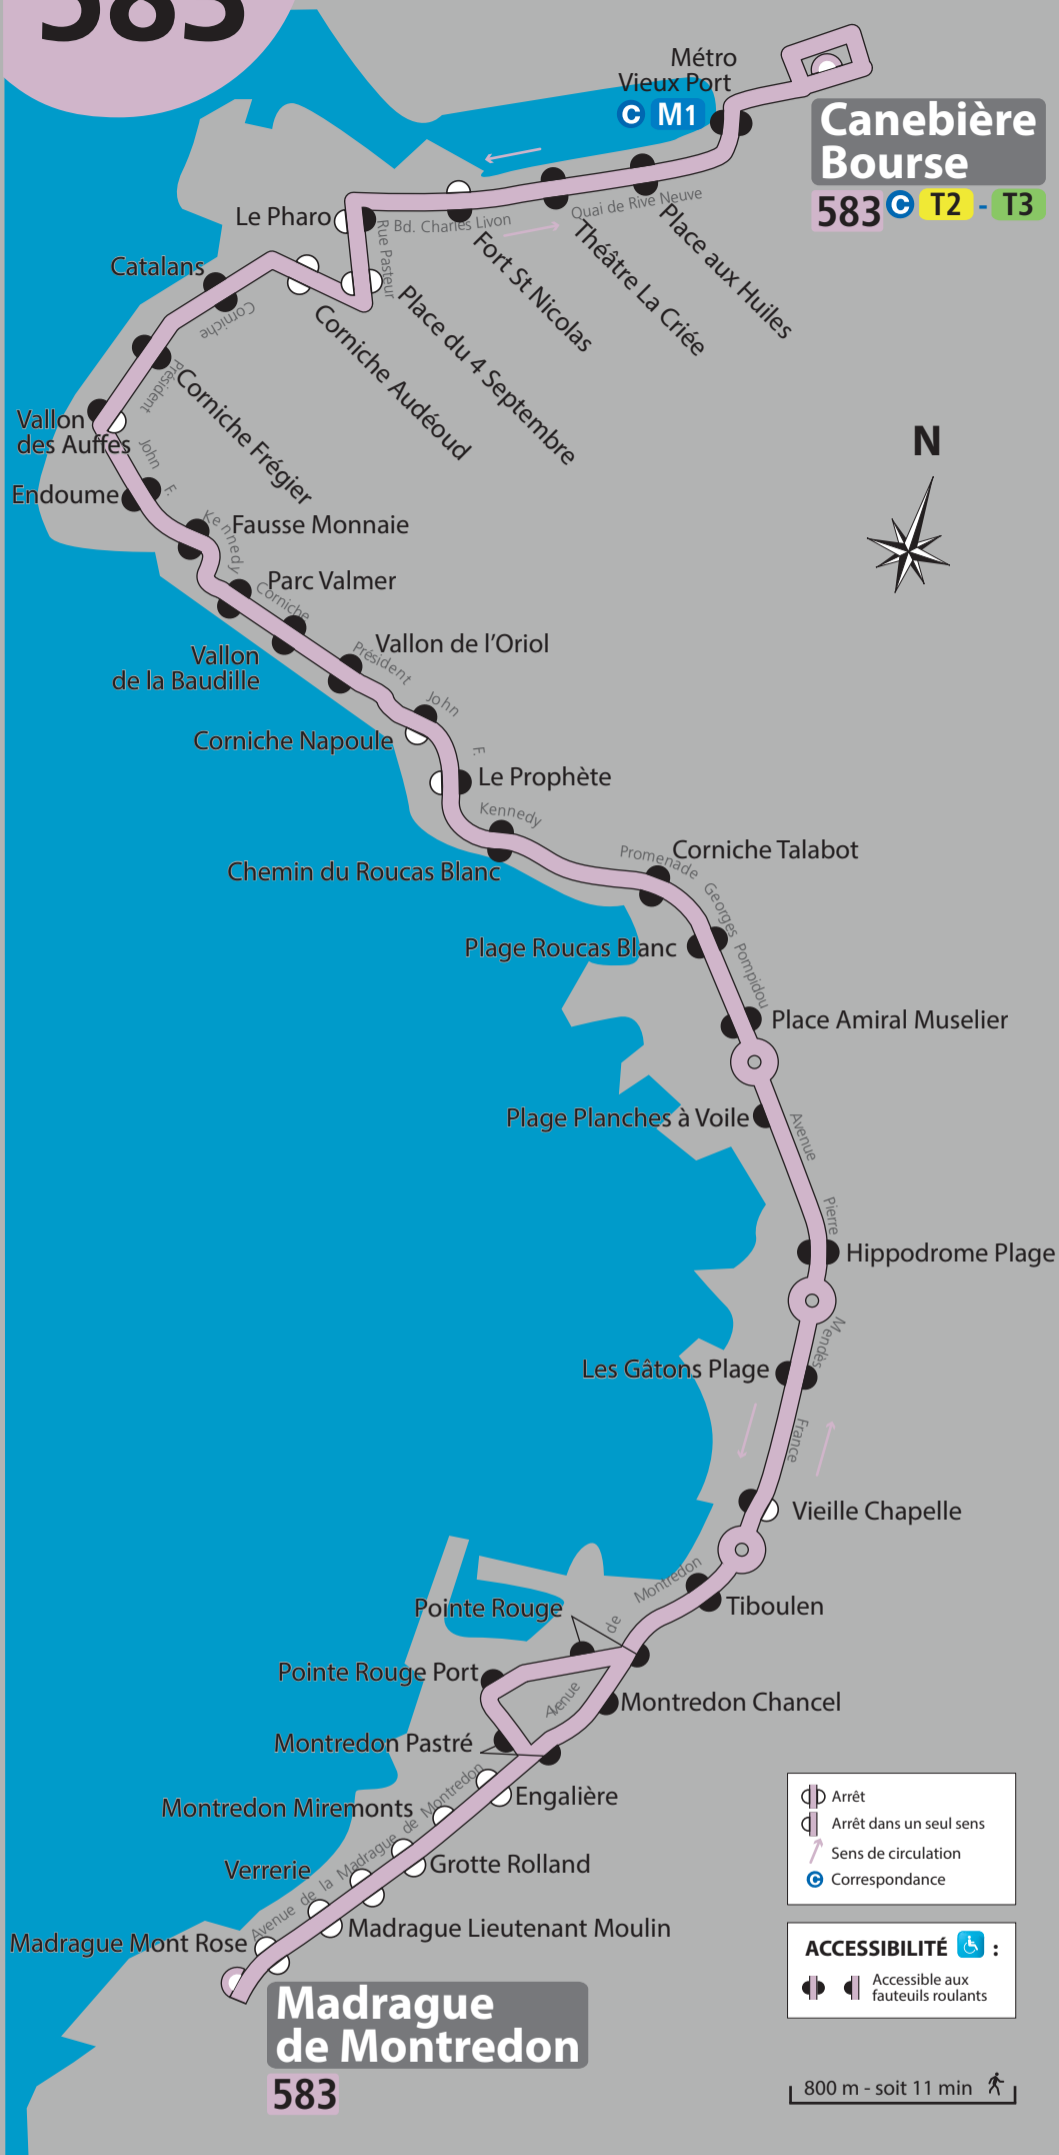 583
Métro
Vieux Port
C M1
Canebière
Bourse
583 C T2 - T3
Le Pharo
Bd. Charles Livon
Quai de Rive Neuve
Rue Pasteur
Place aux Huiles
Théâtre La Criée
Fort St Nicolas
Place du 4 Septembre
Corniche Audéoud
Catalans
Corniche
Président
John
F.
Kennedy
Corniche Frégier
Vallon
des Auffes
N
Endoume
Fausse Monnaie
Parc Valmer
Corniche
Président
John
F.
Kennedy
Vallon
de la Baudille
Vallon de l'Oriol
Corniche Napoule
Le Prophète
Chemin du Roucas Blanc
Promenade
Georges
Pompidou
Corniche Talabot
Plage Roucas Blanc
Place Amiral Muselier
Plage Planches à Voile
Avenue
Pierre
Mendès
France
Hippodrome Plage
Les Gâtons Plage
Vieille Chapelle
Avenue de Montredon
Tiboulen
Pointe Rouge
Pointe Rouge Port
Montredon Chancel
Montredon Pastré
Engalière
Montredon Miremonts
Avenue de la Madrague de Montredon
Verrerie
Grotte Rolland
Madrague Lieutenant Moulin
Madrague Mont Rose
Madrague
de Montredon
583
Arrêt
Arrêt dans un seul sens
Sens de circulation
C Correspondance
ACCESSIBILITÉ :
Accessible aux
fauteuils roulants
800 m - soit 11 min